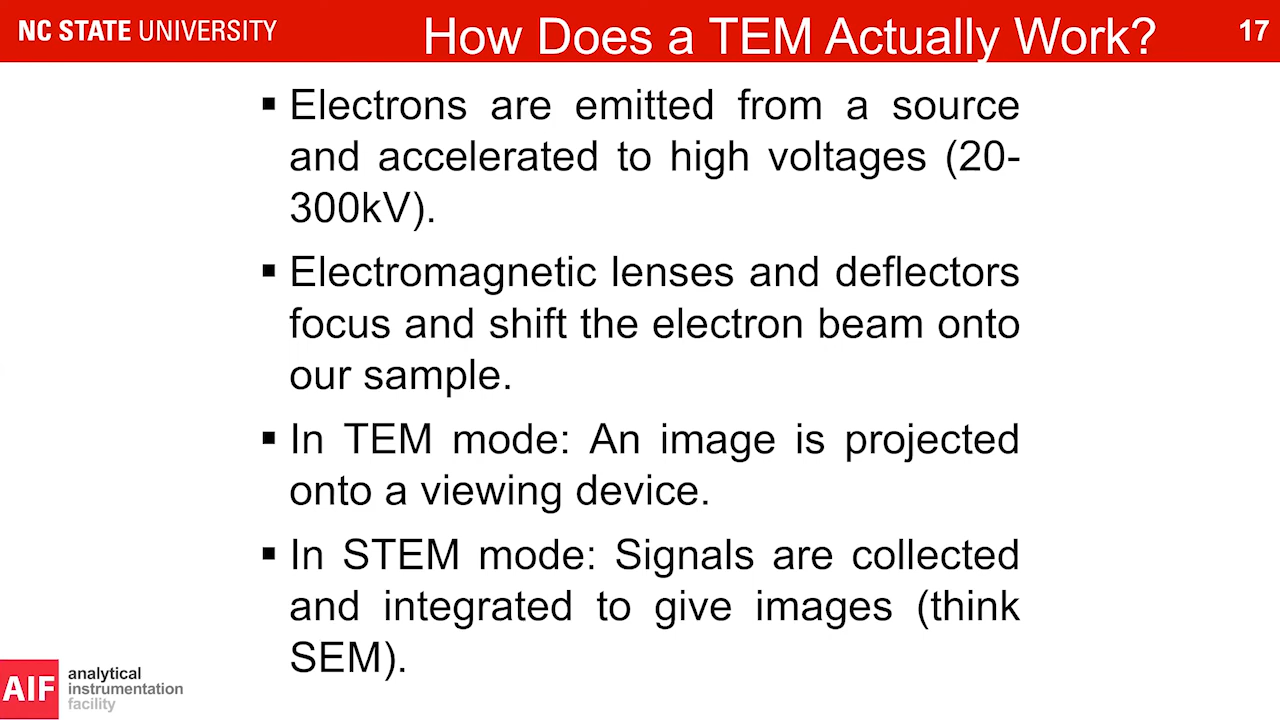 NC STATE UNIVERSITY
How Does a TEM Actually Work?
17
▪ Electrons are emitted from a source
and accelerated to high voltages (20-
300kV).
▪ Electromagnetic lenses and deflectors
focus and shift the electron beam onto
our sample.
▪ In TEM mode: An image is projected
onto a viewing device.
▪ In STEM mode: Signals are collected
and integrated to give images (think
SEM).
AIF
analytical
instrumentation
facility